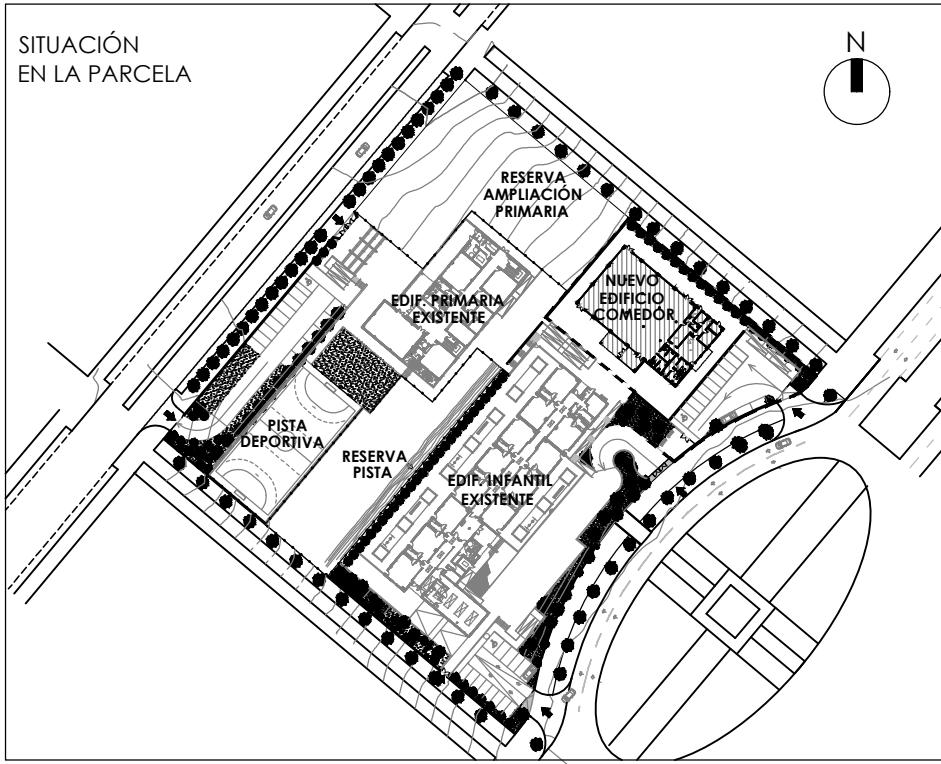 SITUACIÓN
EN LA PARCELA
N
RESERVA
AMPLIACIÓN
PRIMARIA
NUEVO
EDIFICIO
COMEDOR
EDIF. PRIMARIA
EXISTENTE
PISTA
DEPORTIVA
RESERVA
PISTA
EDIF. INFANTIL
EXISTENTE